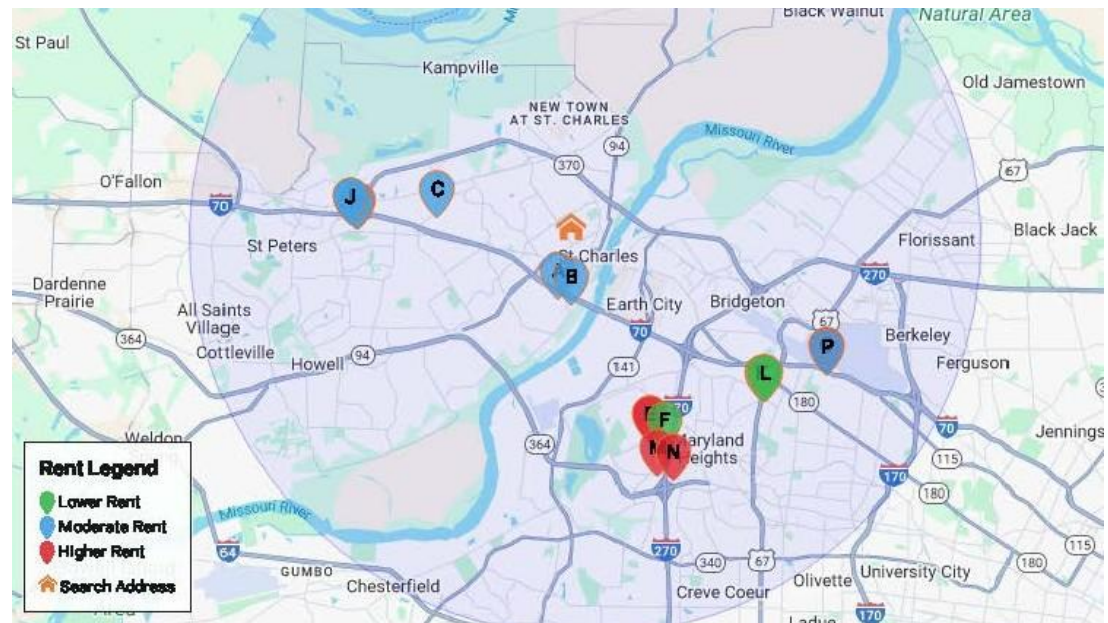 Black Walnut
Natural Area
St Paul
Kampville
Old Jamestown
NEW TOWN
AT ST. CHARLES
Missouri River
94
370
67
O'Fallon
J
C
70
St Peters
St Charles
Florissant
Black Jack
270
B
Dardenne
Prairie
Earth City
Bridgeton
All Saints
Village
70
67
Berkeley
364
Cottleville
P
Howell
94
141
Ferguson
L
180
F
70
Weldon
364
N
Maryland
Heights
Jennings
115
170
180
Rent Legend
Lower Rent
Moderate Rent
Higher Rent
Search Address
Missouri River
64
GUMBO
Chesterfield
270
340
67
Creve Coeur
Olivette
University City
180
115
170
Ladue